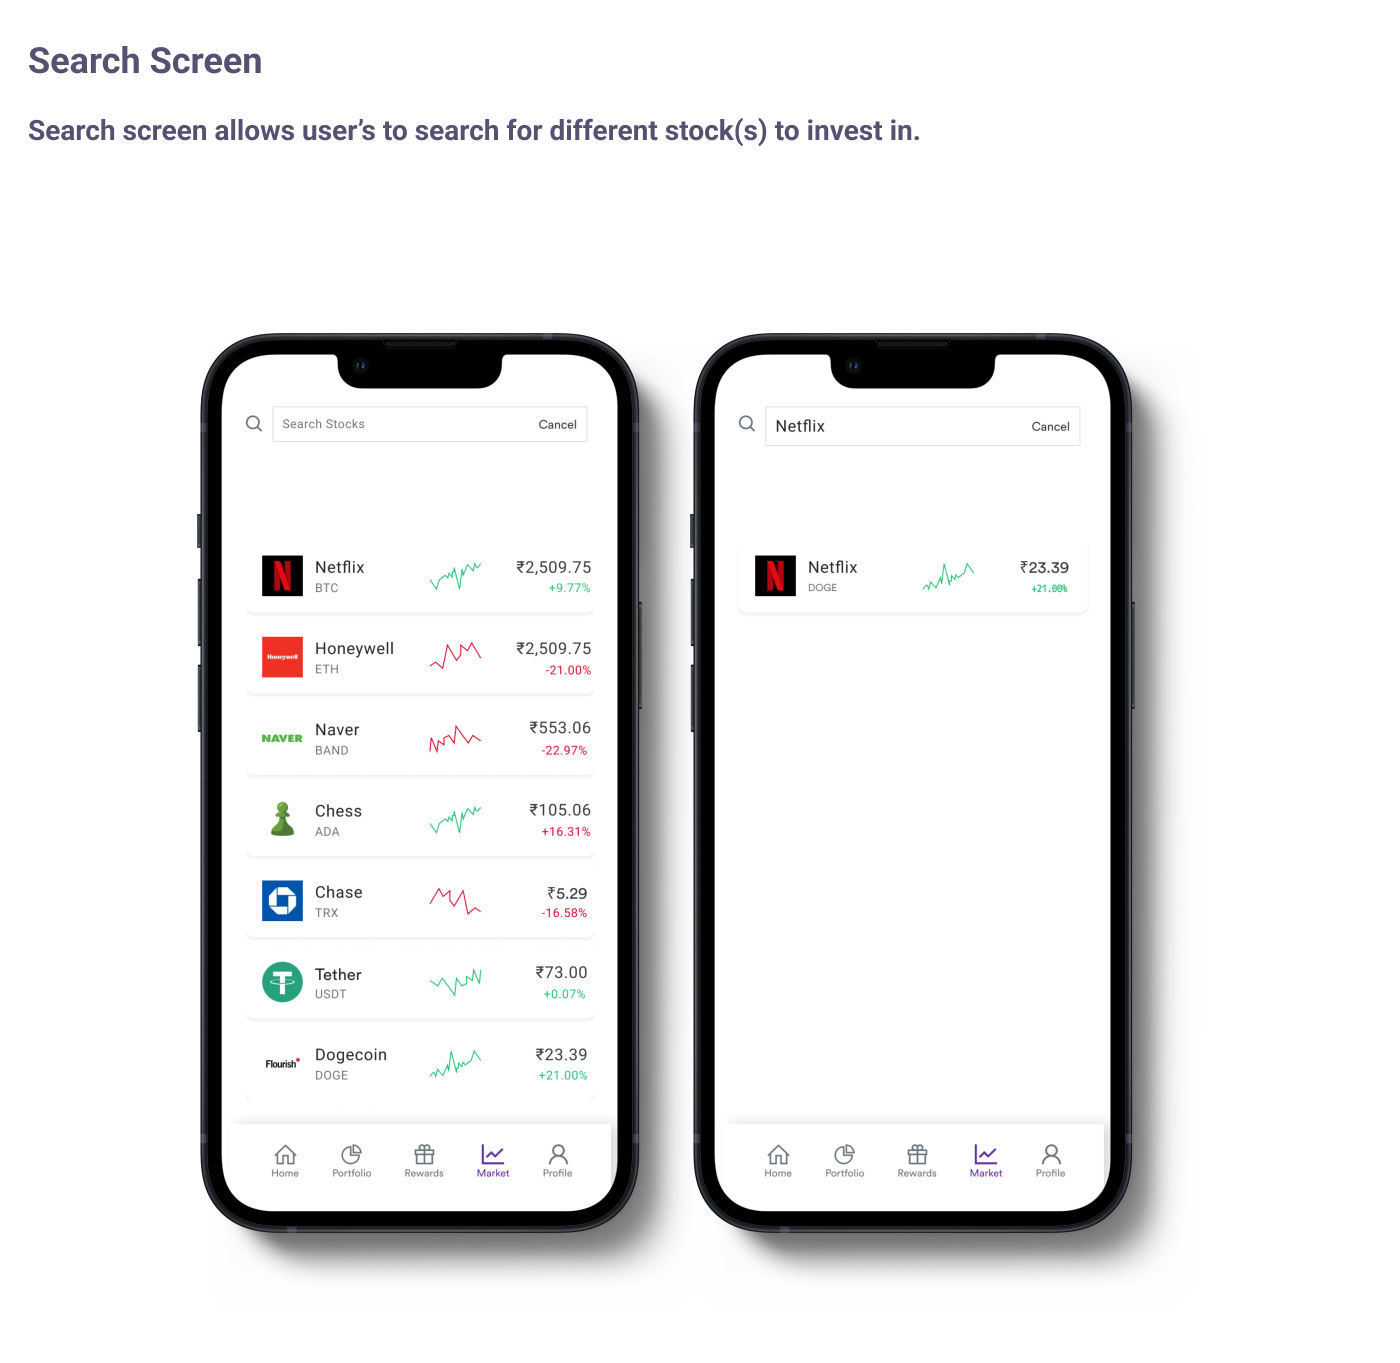 Search Screen
Search screen allows user’s to search for different stock(s) to invest in.
Search Stocks
Cancel
Netflix
BTC
₹2,509.75
+9.77%
Honeywell
Honeywell
ETH
₹2,509.75
-21.00%
NAVER
Naver
BAND
₹553.06
-22.97%
Chess
ADA
₹105.06
+16.31%
Chase
TRX
₹5.29
-16.58%
Tether
USDT
₹73.00
+0.07%
Flourish
Dogecoin
DOGE
₹23.39
+21.00%
Home
Portfolio
Rewards
Market
Profile
Netflix
Cancel
N
Netflix
DOGE
₹23.39
+21.00%
Home
Portfolio
Rewards
Market
Profile